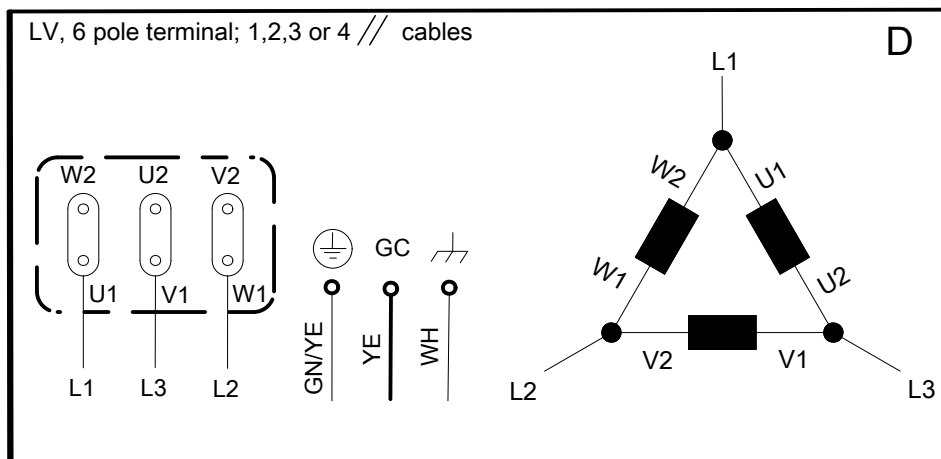 LV, 6 pole terminal; 1,2,3 or 4 // cables
D
W2 U2 V2
U1 V1 W1
L1 L3 L2
GC
GN/YE
YE
WH
L1
W2 U1
W1 U2
V2 V1
L2 L3